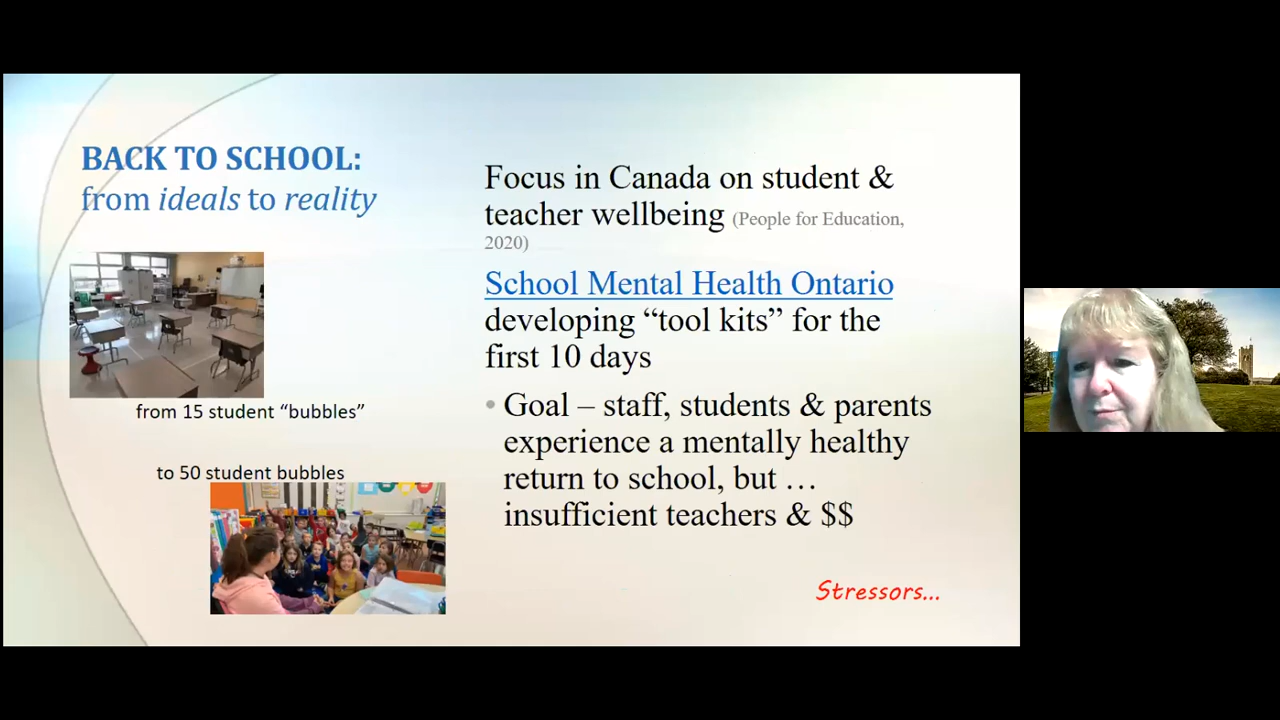 BACK TO SCHOOL:
from ideals to reality
from 15 student “bubbles”
to 50 student bubbles
Focus in Canada on student &
teacher wellbeing (People for Education,
2020)
School Mental Health Ontario
developing “tool kits” for the
first 10 days
• Goal – staff, students & parents
experience a mentally healthy
return to school, but …
insufficient teachers & $$
Stressors...